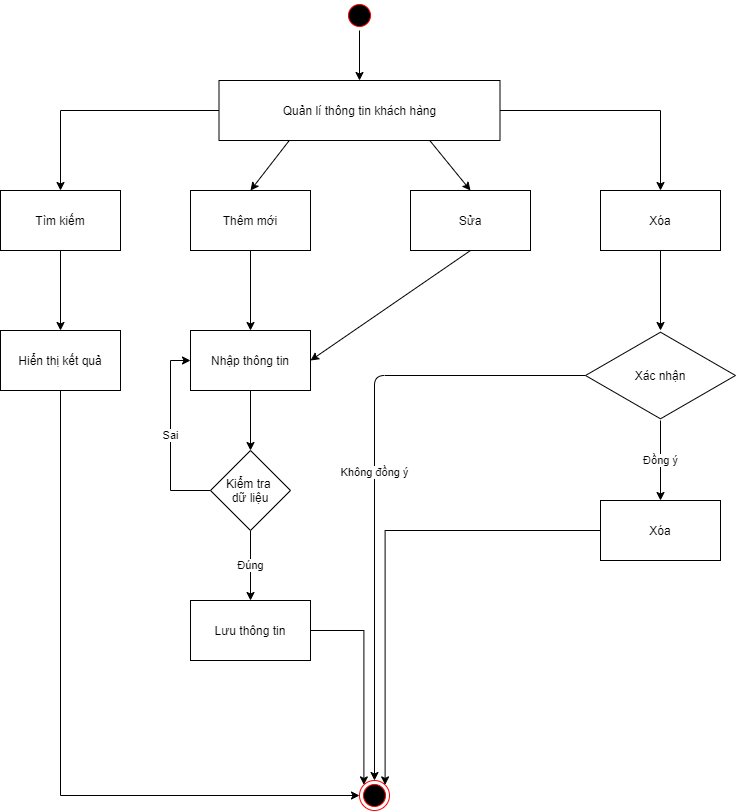 Quản lí thông tin khách hàng
Tìm kiếm
Thêm mới
Sửa
Xóa
Hiển thị kết quả
Nhập thông tin
Xác nhận
Sai
Kiểm tra
dữ liệu
Không đồng ý
Đồng ý
Xóa
Đúng
Lưu thông tin